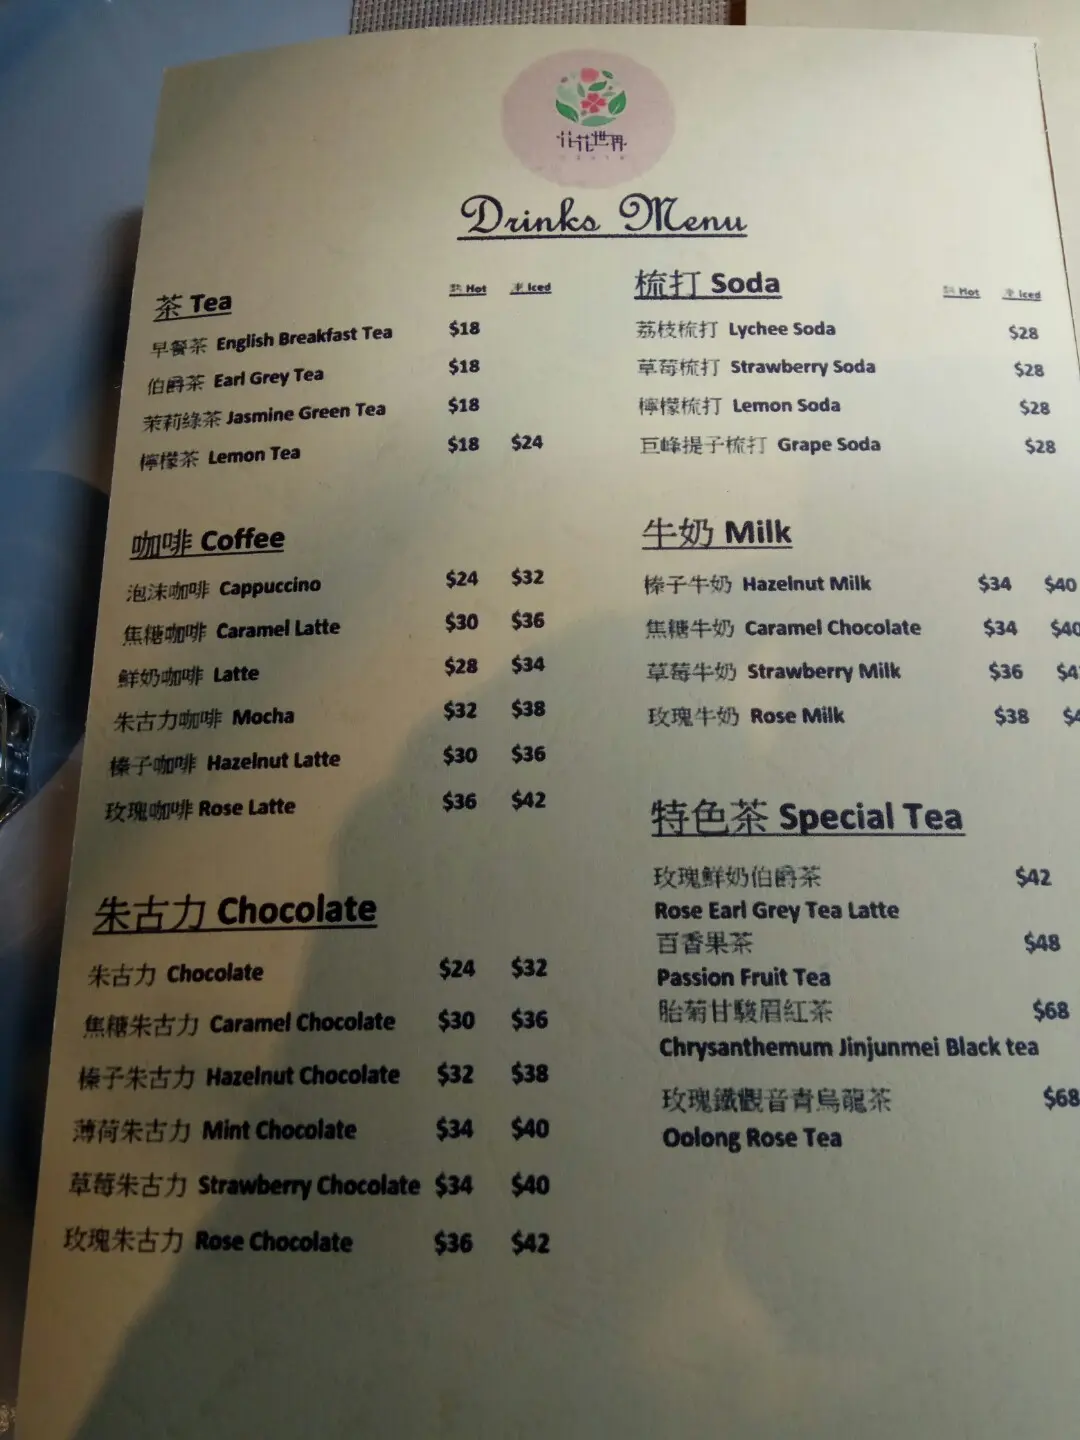 花花世界
Drinks Menu
茶 Tea 熱 Hot 凍 Iced
早餐茶 English Breakfast Tea $18
伯爵茶 Earl Grey Tea $18
茉莉綠茶 Jasmine Green Tea $18
檸檬茶 Lemon Tea $18 $24
咖啡 Coffee
泡沫咖啡 Cappuccino $24 $32
焦糖咖啡 Caramel Latte $30 $36
鮮奶咖啡 Latte $28 $34
朱古力咖啡 Mocha $32 $38
榛子咖啡 Hazelnut Latte $30 $36
玫瑰咖啡 Rose Latte $36 $42
朱古力 Chocolate
朱古力 Chocolate $24 $32
焦糖朱古力 Caramel Chocolate $30 $36
榛子朱古力 Hazelnut Chocolate $32 $38
薄荷朱古力 Mint Chocolate $34 $40
草莓朱古力 Strawberry Chocolate $34 $40
玫瑰朱古力 Rose Chocolate $36 $42
梳打 Soda 熱 Hot 凍 Iced
荔枝梳打 Lychee Soda $28
草莓梳打 Strawberry Soda $28
檸檬梳打 Lemon Soda $28
巨峰提子梳打 Grape Soda $28
牛奶 Milk
榛子牛奶 Hazelnut Milk $34 $40
焦糖牛奶 Caramel Chocolate $34 $40
草莓牛奶 Strawberry Milk $36
玫瑰牛奶 Rose Milk $38
特色茶 Special Tea
玫瑰鮮奶伯爵茶 $42
Rose Earl Grey Tea Latte
百香果茶 $48
Passion Fruit Tea
胎菊甘駿眉紅茶 $68
Chrysanthemum Jinjunmei Black tea
玫瑰鐵觀音青烏龍茶 $68
Oolong Rose Tea